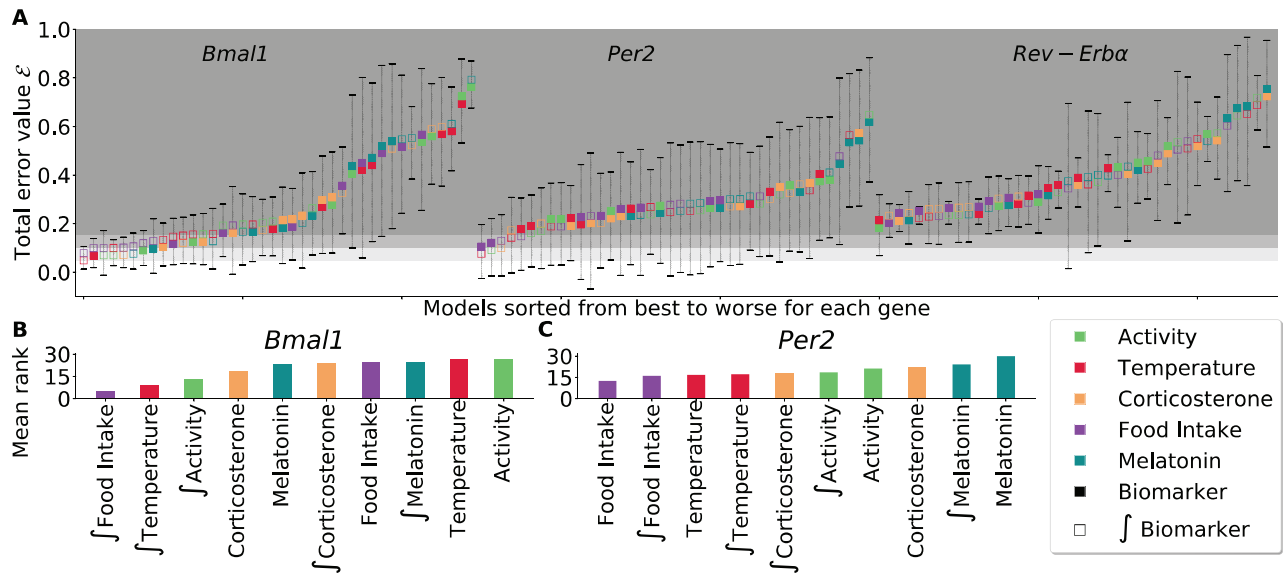 A
Total error value ℰ
1.0
0.8
0.6
0.4
0.2
0.0
Bmal1
Per2
Rev − Erbα
Models sorted from best to worse for each gene
B
Bmal1
Mean rank
30
15
0
∫Food Intake
∫Temperature
∫Activity
Corticosterone
Melatonin
∫Corticosterone
Food Intake
∫Melatonin
Temperature
Activity
C
Per2
30
15
0
Food Intake
∫Food Intake
Temperature
∫Temperature
∫Corticosterone
∫Activity
Activity
Corticosterone
∫Melatonin
Melatonin
Activity
Temperature
Corticosterone
Food Intake
Melatonin
Biomarker
∫ Biomarker